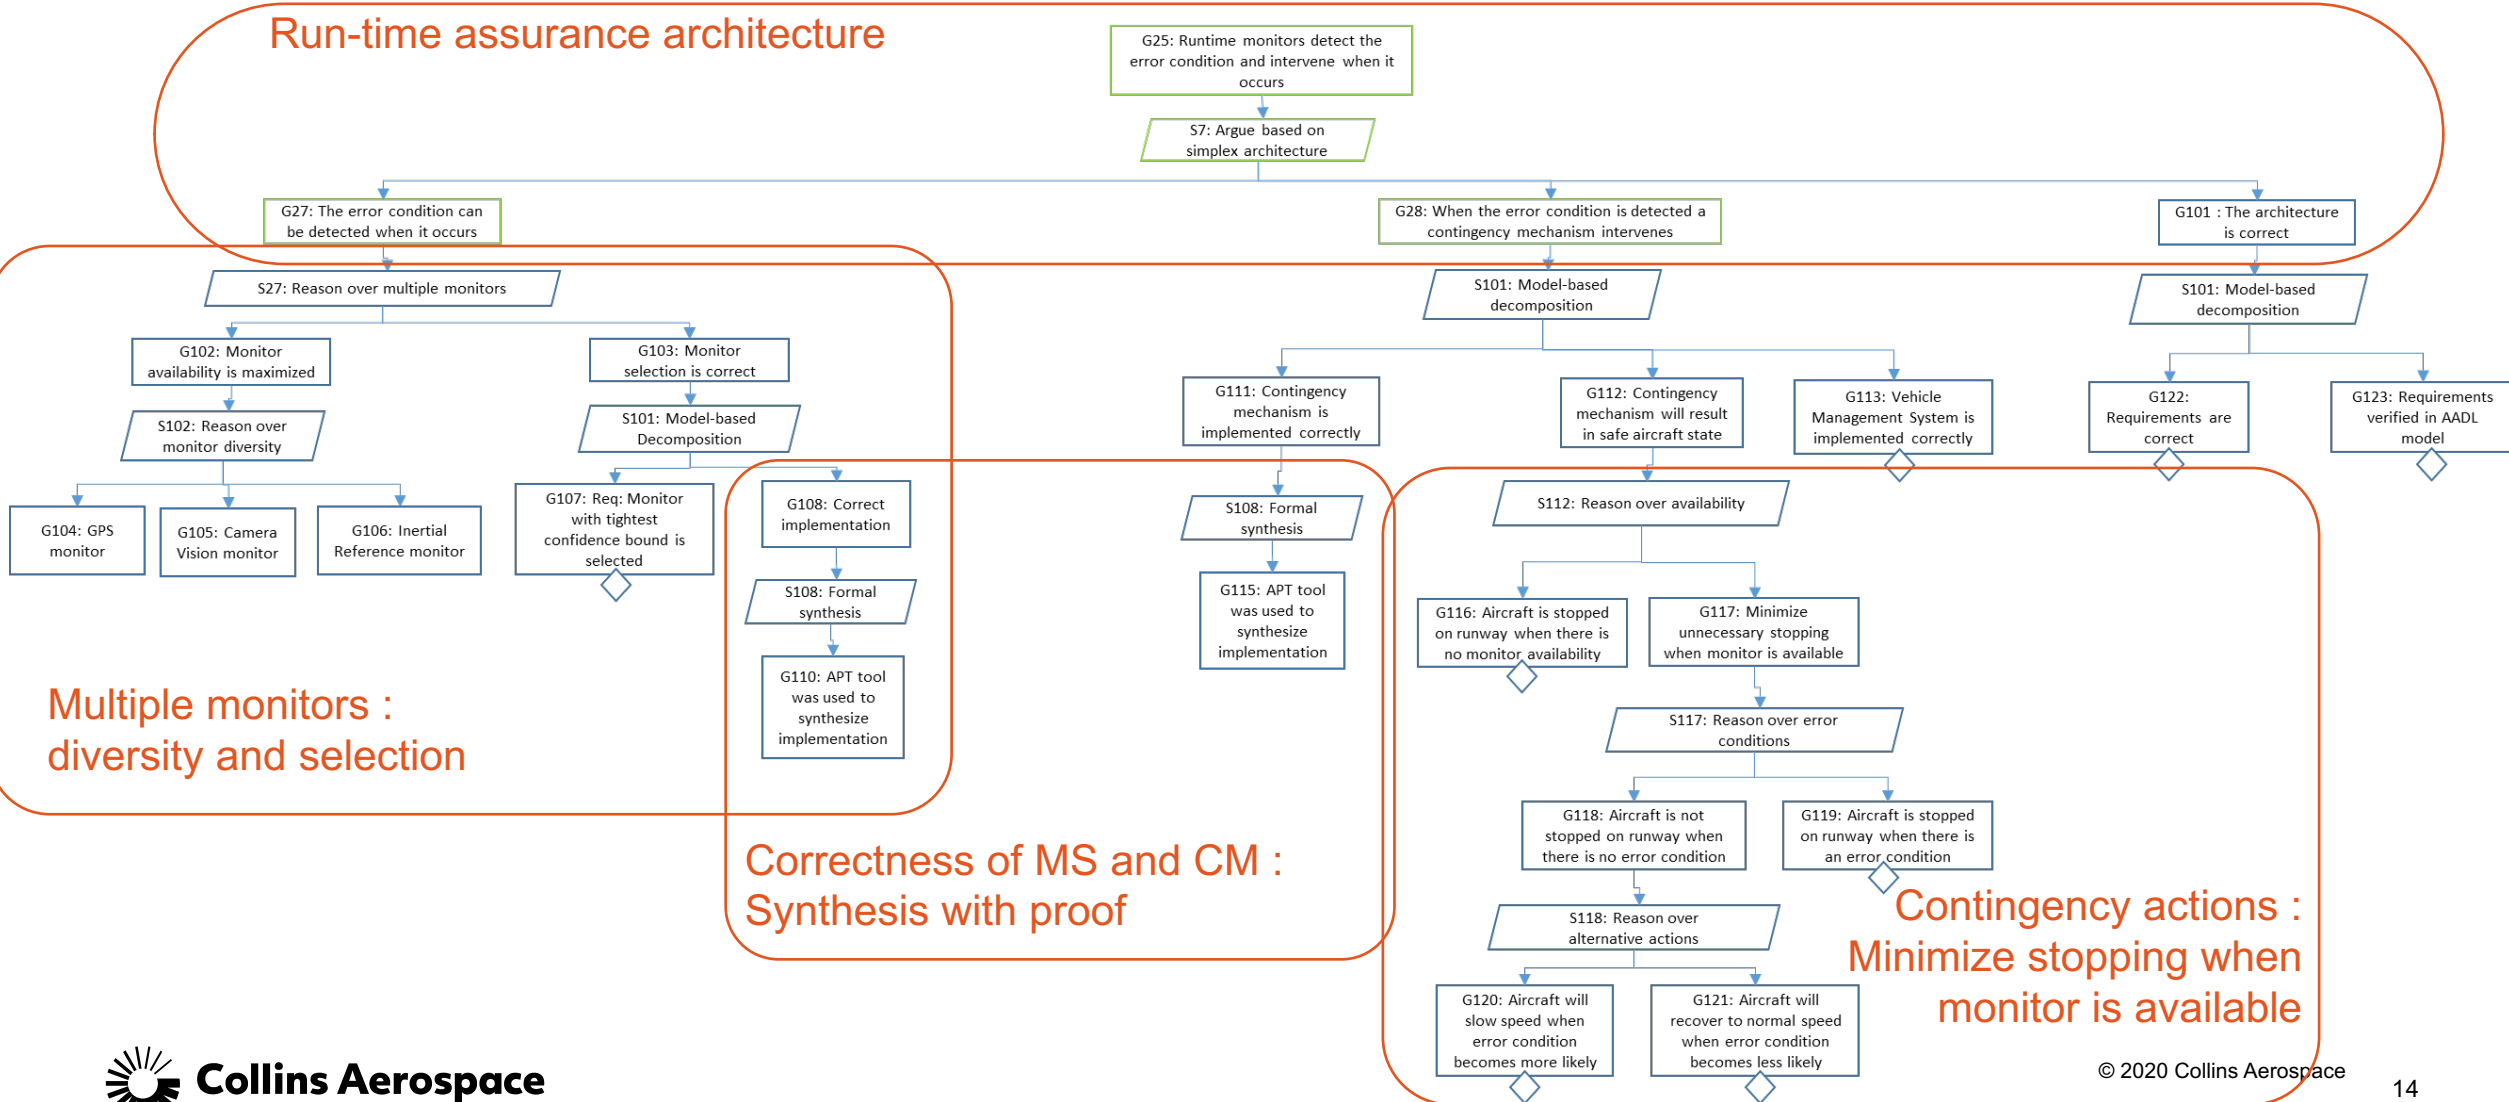 Run-time assurance architecture
G25: Runtime monitors detect the
error condition and intervene when it
occurs
S7: Argue based on
simplex architecture
G27: The error condition can
be detected when it occurs
G28: When the error condition is detected a
contingency mechanism intervenes
G101 : The architecture
is correct
S27: Reason over multiple monitors
S101: Model-based
decomposition
S101: Model-based
decomposition
G102: Monitor
availability is maximized
G103: Monitor
selection is correct
G111: Contingency
mechanism is
implemented correctly
G112: Contingency
mechanism will result
in safe aircraft state
G113: Vehicle
Management System is
implemented correctly
G122:
Requirements are
correct
G123: Requirements
verified in AADL
model
S102: Reason over
monitor diversity
S101: Model-based
Decomposition
G104: GPS
monitor
G105: Camera
Vision monitor
G106: Inertial
Reference monitor
G107: Req: Monitor
with tightest
confidence bound is
selected
G108: Correct
implementation
S108: Formal
synthesis
G110: APT tool
was used to
synthesize
implementation
S108: Formal
synthesis
G115: APT tool
was used to
synthesize
implementation
S112: Reason over availability
G116: Aircraft is stopped
on runway when there is
no monitor availability
G117: Minimize
unnecessary stopping
when monitor is available
S117: Reason over error
conditions
G118: Aircraft is not
stopped on runway when
there is no error condition
G119: Aircraft is stopped
on runway when there is
an error condition
S118: Reason over
alternative actions
G120: Aircraft will
slow speed when
error condition
becomes more likely
G121: Aircraft will
recover to normal speed
when error condition
becomes less likely
Multiple monitors :
diversity and selection
Correctness of MS and CM :
Synthesis with proof
Contingency actions :
Minimize stopping when
monitor is available
Collins Aerospace
© 2020 Collins Aerospace
14